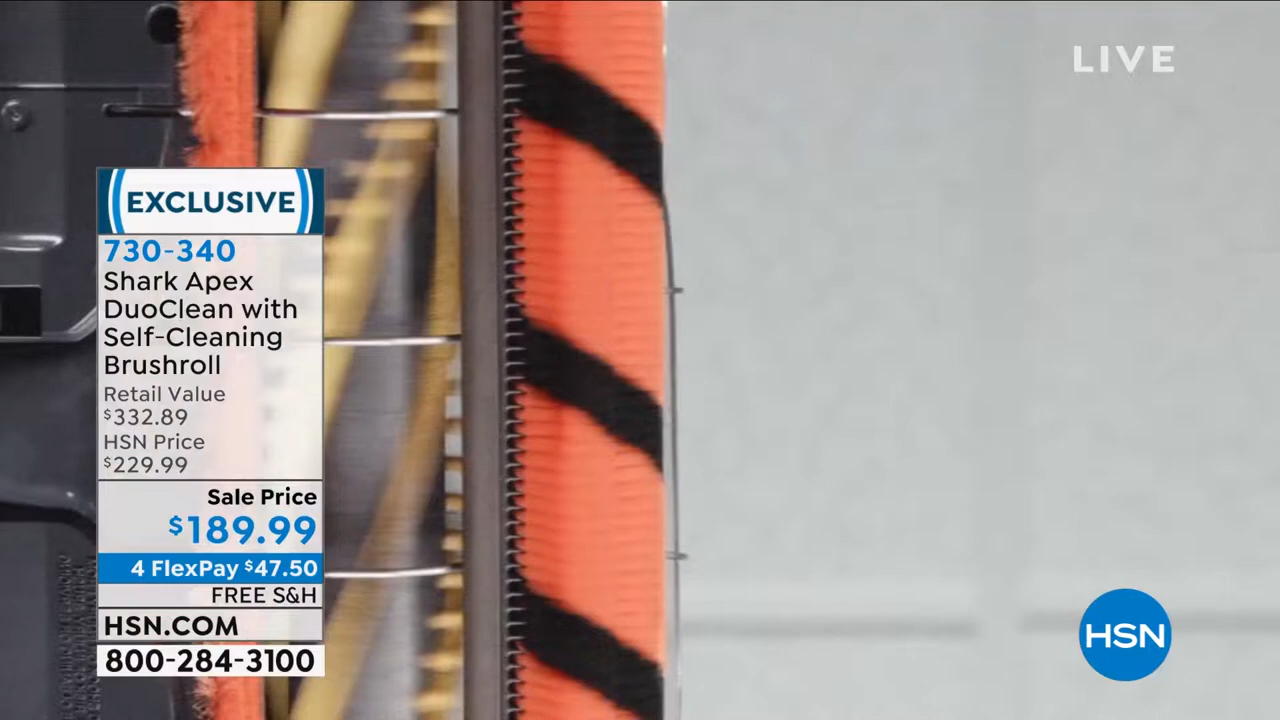 LIVE
EXCLUSIVE
730-340
Shark Apex
DuoClean with
Self-Cleaning
Brushroll
Retail Value
$332.89
HSN Price
$229.99
Sale Price
$189.99
4 FlexPay $47.50
FREE S&H
HSN.COM
800-284-3100
HSN